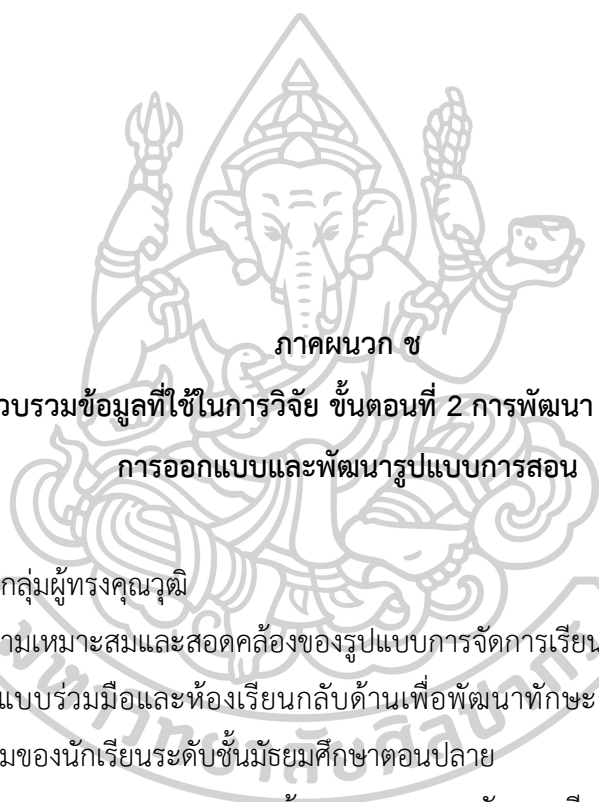 ภาคผนวก ช
วบรวมข้อมูลที่ใช้ในการวิจัย ขั้นตอนที่ 2 การพัฒนา
การออกแบบและพัฒนารูปแบบการสอน
กลุ่มผู้ทรงคุณวุฒิ
ามเหมาะสมและสอดคล้องของรูปแบบการจัดการเรียน
แบบร่วมมือและห้องเรียนกลับด้านเพื่อพัฒนาทักษะ
มของนักเรียนระดับชั้นมัธยมศึกษาตอนปลาย